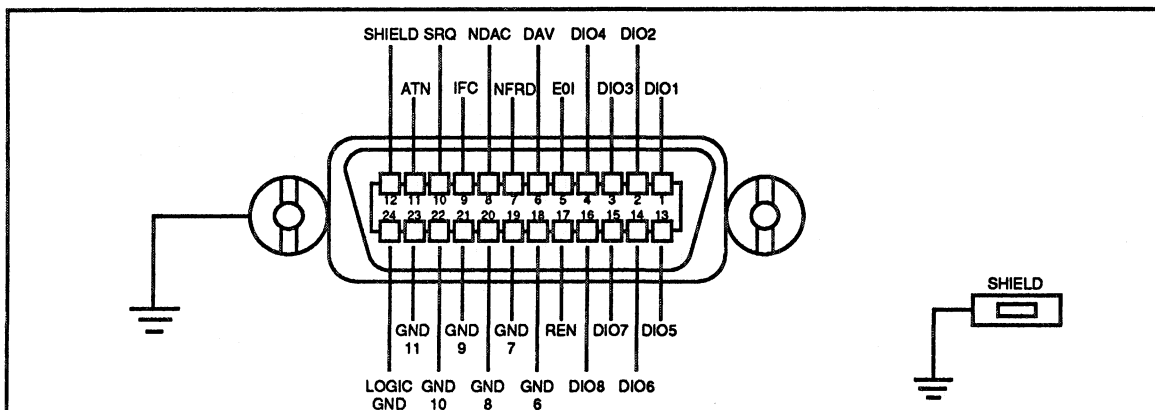 SHIELD SRQ NDAC DAV DIO4 DIO2
ATN IFC NFRD E0I DIO3 DIO1
12 11 10 9 8 7 6 5 4 3 2 1
24 23 22 21 20 19 18 17 16 15 14 13
SHIELD
GND 11 GND 9 GND 7 REN DIO7 DIO5
LOGIC GND GND 10 GND 8 GND 6 DIO8 DIO6